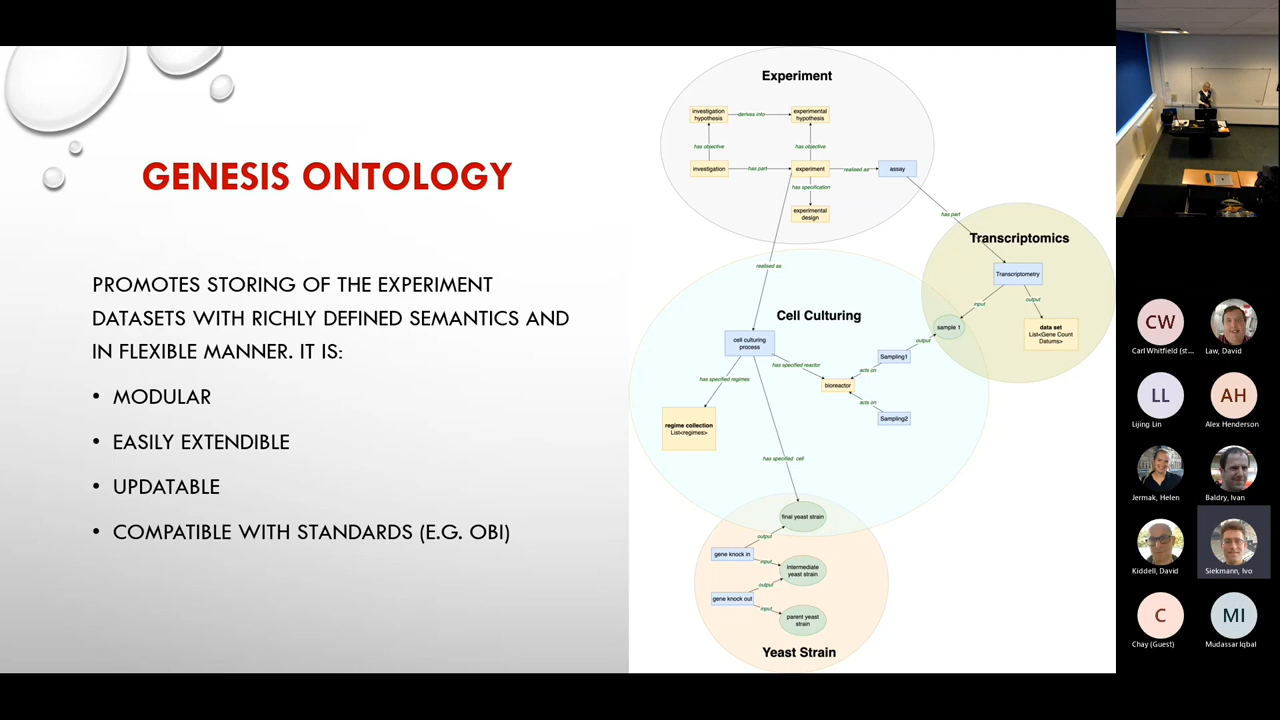 GENESIS ONTOLOGY
PROMOTES STORING OF THE EXPERIMENT
DATASETS WITH RICHLY DEFINED SEMANTICS AND
IN FLEXIBLE MANNER. IT IS:
• MODULAR
• EASILY EXTENDIBLE
• UPDATABLE
• COMPATIBLE WITH STANDARDS (E.G. OBI)
Experiment
investigation
hypothesis
derives into
experimental
hypothesis
has objective
has objective
investigation
has part
experiment
realised as
assay
has specification
experimental
design
has part
realised as
Transcriptomics
Transcriptometry
input
output
sample 1
data set
List<Gene Count
Datums>
Cell Culturing
cell culturing
process
has specified reactor
Sampling1
output
acts on
bioreactor
acts on
Sampling2
has specified regimes
regime collection
List<regimes>
has specified cell
final yeast strain
output
gene knock in
input
intermediate
yeast strain
output
gene knock out
input
parent yeast
strain
Yeast Strain
CW
Carl Whitfield (st...
Law, David
LL
Lijing Lin
AH
Alex Henderson
Jermak, Helen
Baldry, Ivan
Kiddell, David
Siekmann, Ivo
C
Chay (Guest)
MI
Mudassar Iqbal